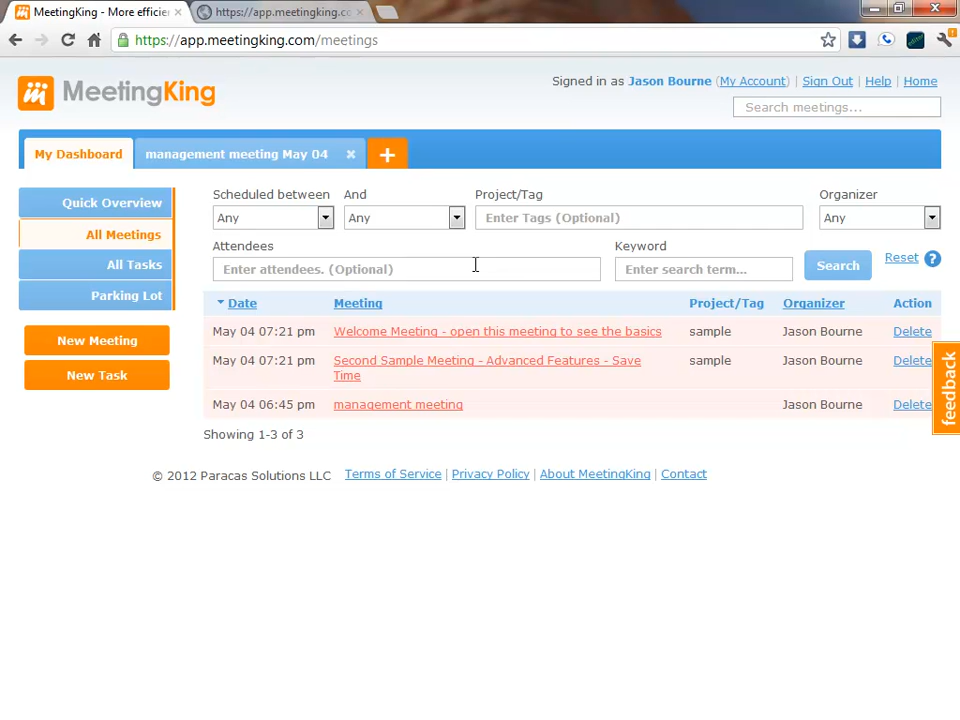 MeetingKing - More efficie
https://app.meetingking.co
https://app.meetingking.com/meetings
MeetingKing
Signed in as Jason Bourne (My Account) | Sign Out | Help | Home
Search meetings...
My Dashboard
management meeting May 04 ×
+
Quick Overview
All Meetings
All Tasks
Parking Lot
New Meeting
New Task
Scheduled between And Project/Tag Organizer
Any Any Enter Tags (Optional) Any
Attendees Keyword
Enter attendees. (Optional) Enter search term... Search Reset ?
Date Meeting Project/Tag Organizer Action
May 04 07:21 pm Welcome Meeting - open this meeting to see the basics sample Jason Bourne Delete
May 04 07:21 pm Second Sample Meeting - Advanced Features - Save sample Jason Bourne Delete
Time
May 04 06:45 pm management meeting Jason Bourne Delete
Showing 1-3 of 3
feedback
© 2012 Paracas Solutions LLC Terms of Service | Privacy Policy | About MeetingKing | Contact